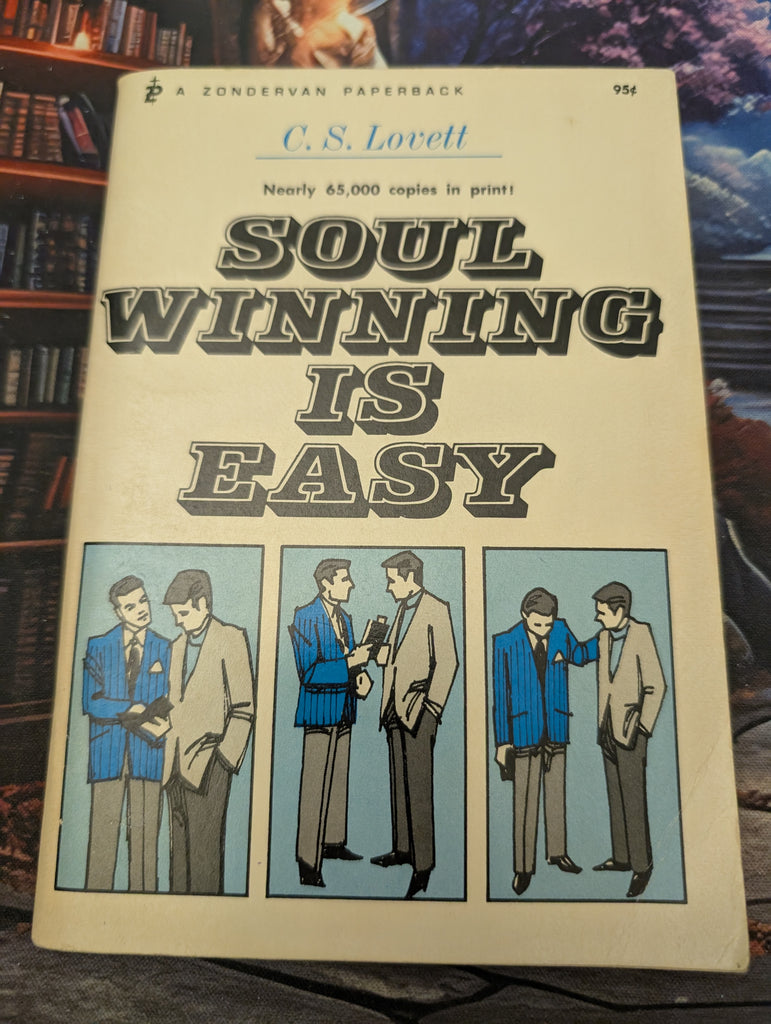 A ZONDERVAN PAPERBACK 95¢
C. S. Lovett
Nearly 65,000 copies in print!
SOUL
WINNING
IS
EASY